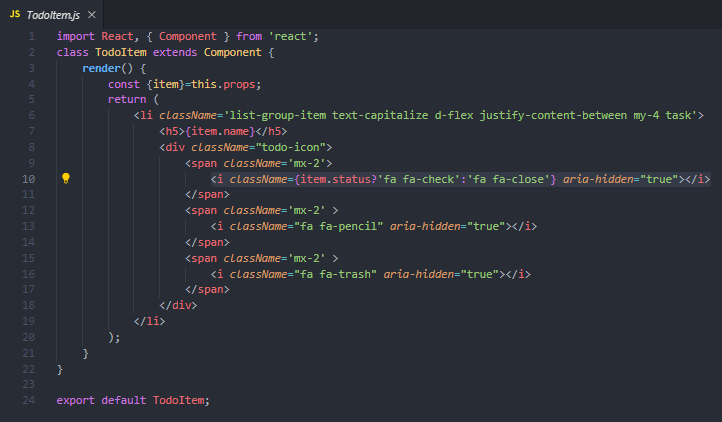 JS TodoItem.js ×
1 import React, { Component } from 'react';
2 class TodoItem extends Component {
3 render() {
4 const {item}=this.props;
5 return (
6 <li className='list-group-item text-capitalize d-flex justify-content-between my-4 task'>
7 <h5>{item.name}</h5>
8 <div className="todo-icon">
9 <span className='mx-2'>
10 <i className={item.status?'fa fa-check':'fa fa-close'} aria-hidden="true"></i>
11 </span>
12 <span className='mx-2' >
13 <i className="fa fa-pencil" aria-hidden="true"></i>
14 </span>
15 <span className='mx-2' >
16 <i className="fa fa-trash" aria-hidden="true"></i>
17 </span>
18 </div>
19 </li>
20 );
21 }
22 }
23
24 export default TodoItem;